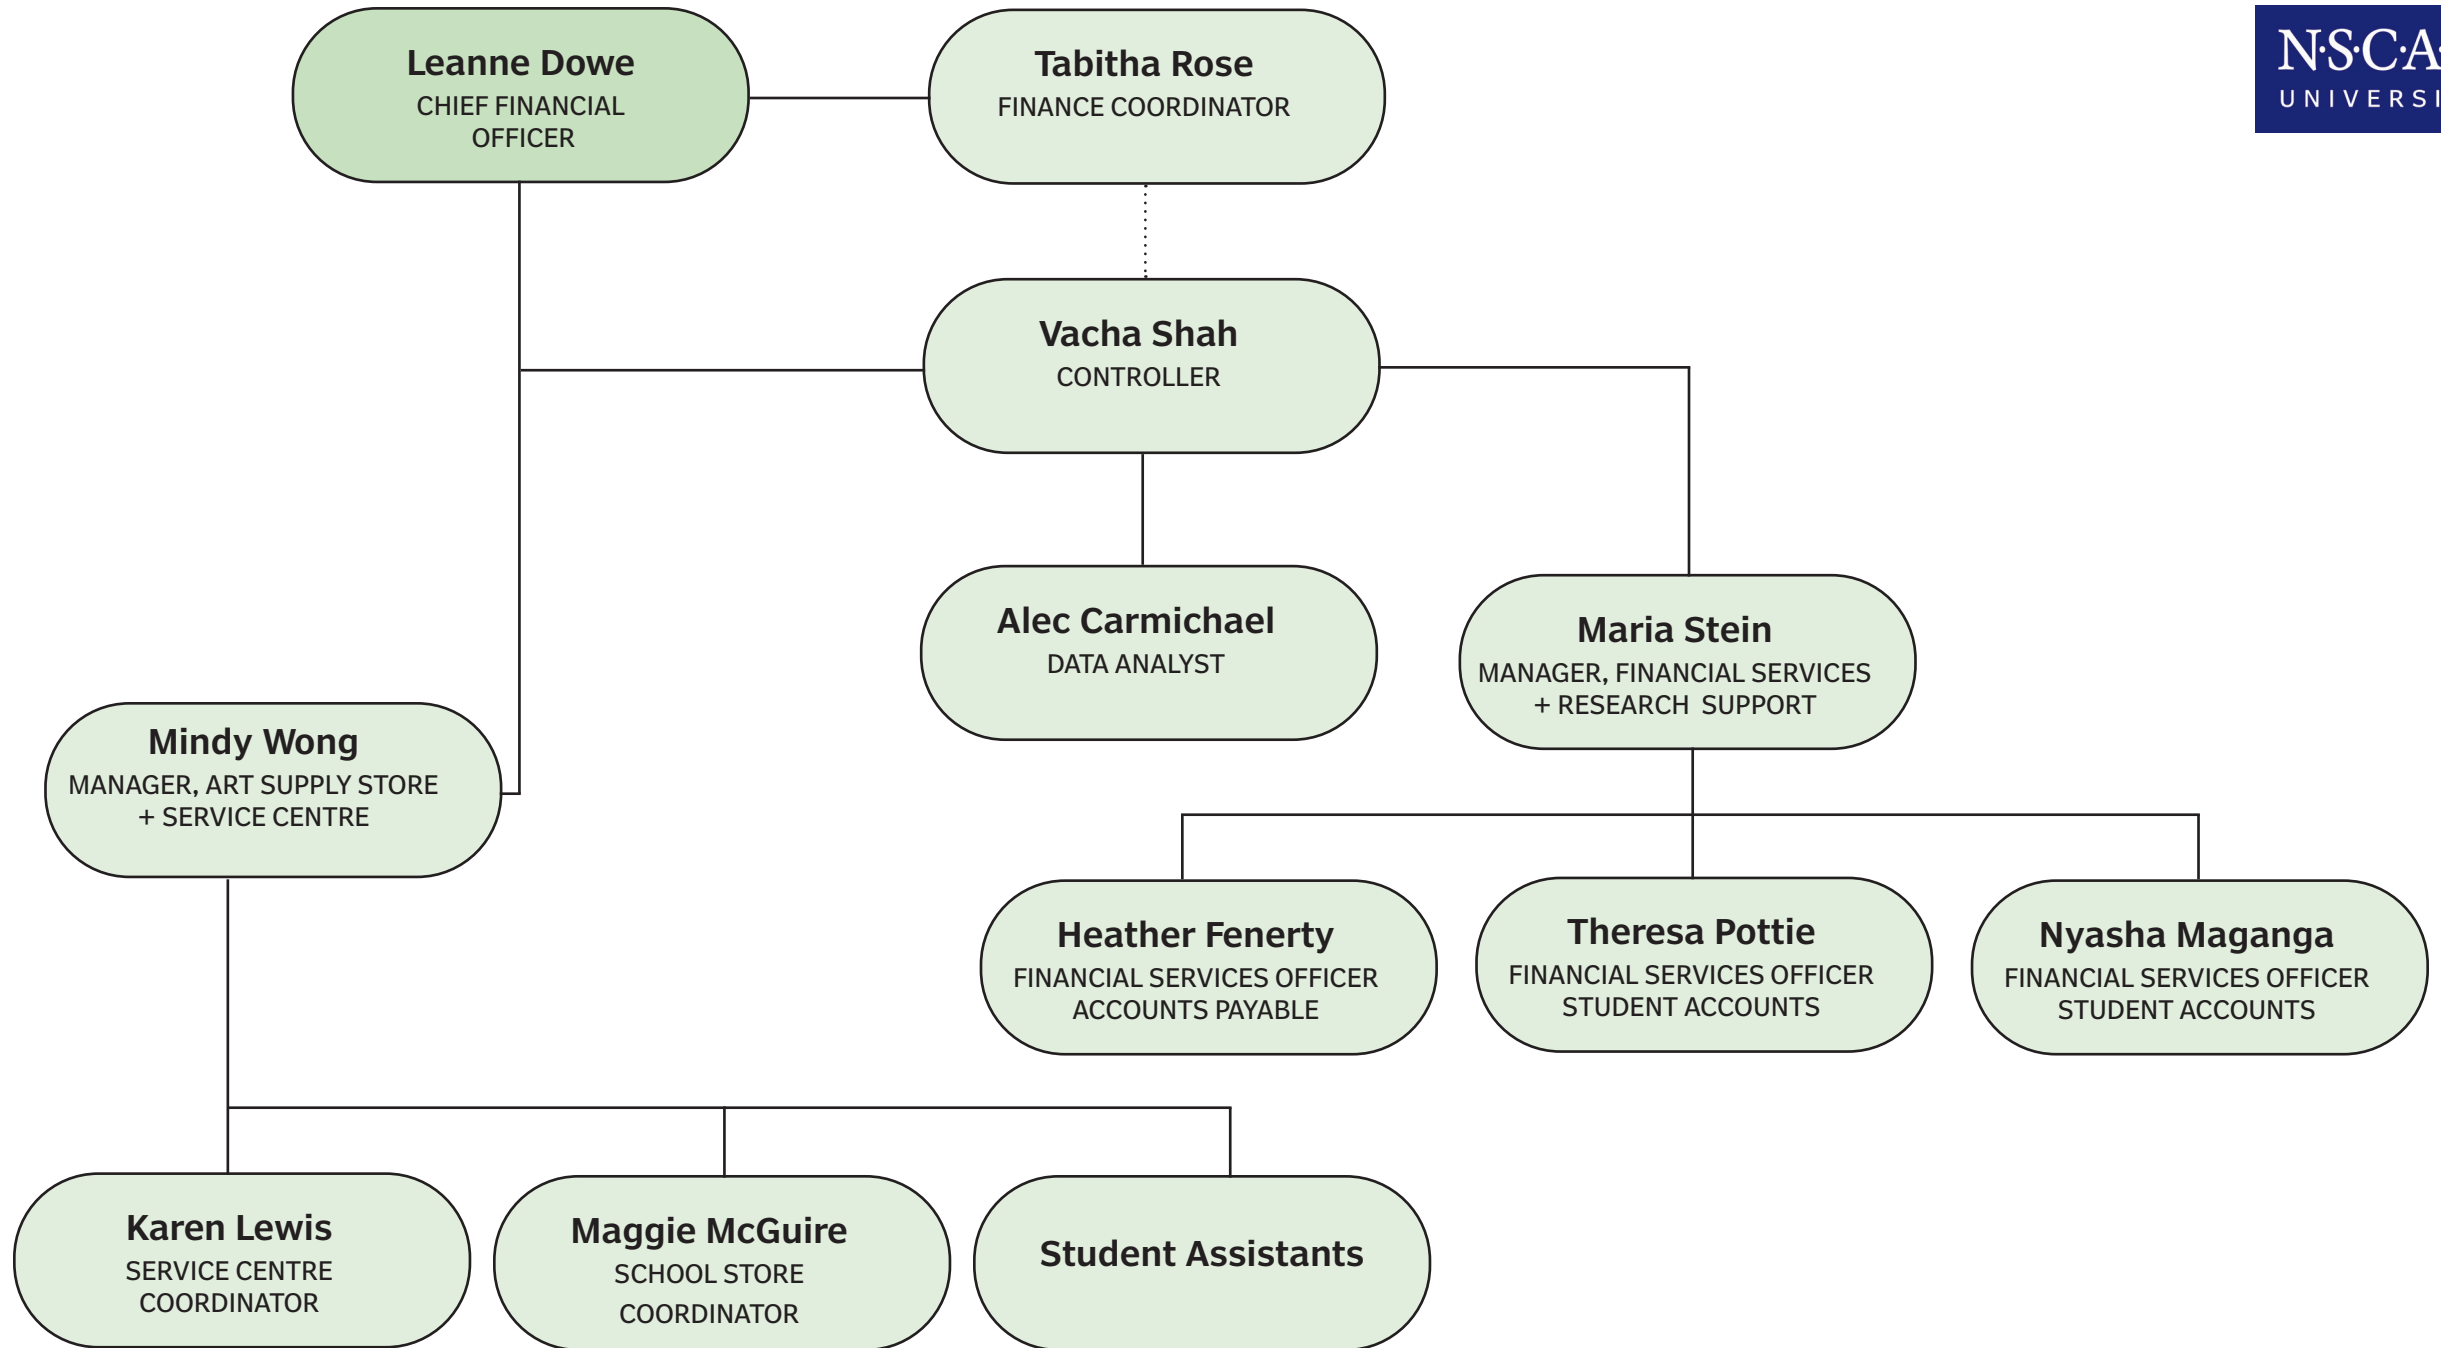 Leanne Dowe
CHIEF FINANCIAL
OFFICER
Tabitha Rose
FINANCE COORDINATOR
N·S·C·A·
UNIVERSI
Vacha Shah
CONTROLLER
Alec Carmichael
DATA ANALYST
Maria Stein
MANAGER, FINANCIAL SERVICES
+ RESEARCH SUPPORT
Mindy Wong
MANAGER, ART SUPPLY STORE
+ SERVICE CENTRE
Heather Fenerty
FINANCIAL SERVICES OFFICER
ACCOUNTS PAYABLE
Theresa Pottie
FINANCIAL SERVICES OFFICER
STUDENT ACCOUNTS
Nyasha Maganga
FINANCIAL SERVICES OFFICER
STUDENT ACCOUNTS
Karen Lewis
SERVICE CENTRE
COORDINATOR
Maggie McGuire
SCHOOL STORE
COORDINATOR
Student Assistants